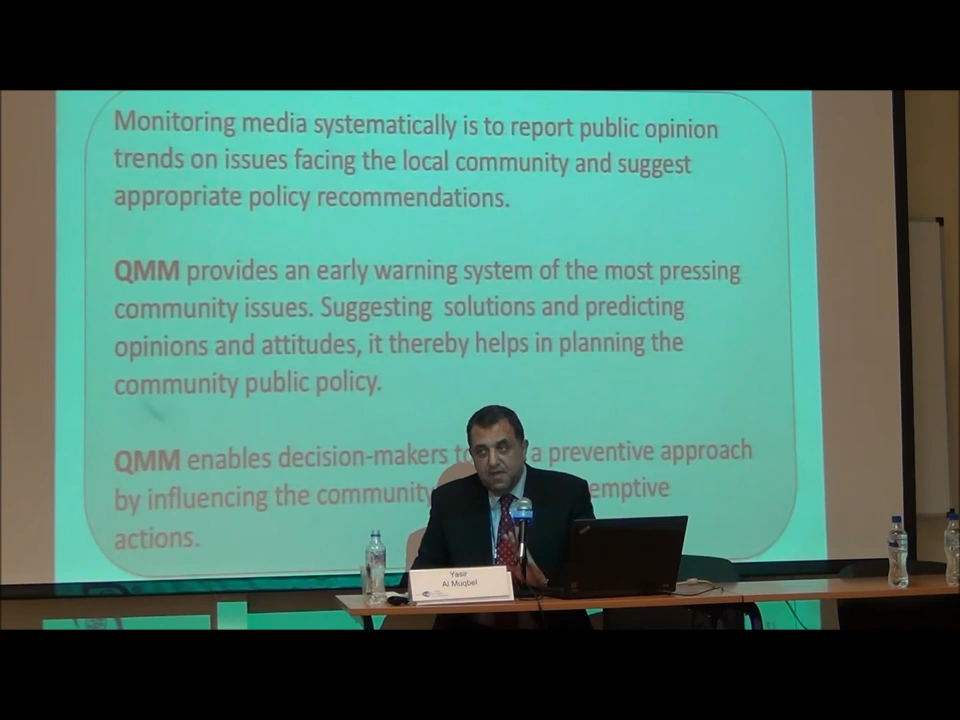 Monitoring media systematically is to report public opinion
trends on issues facing the local community and suggest
appropriate policy recommendations.
QMM provides an early warning system of the most pressing
community issues. Suggesting solutions and predicting
opinions and attitudes, it thereby helps in planning the
community public policy.
QMM enables decision-makers a preventive approach
by influencing the community emptive
actions.
Yasir
Al Muqbel